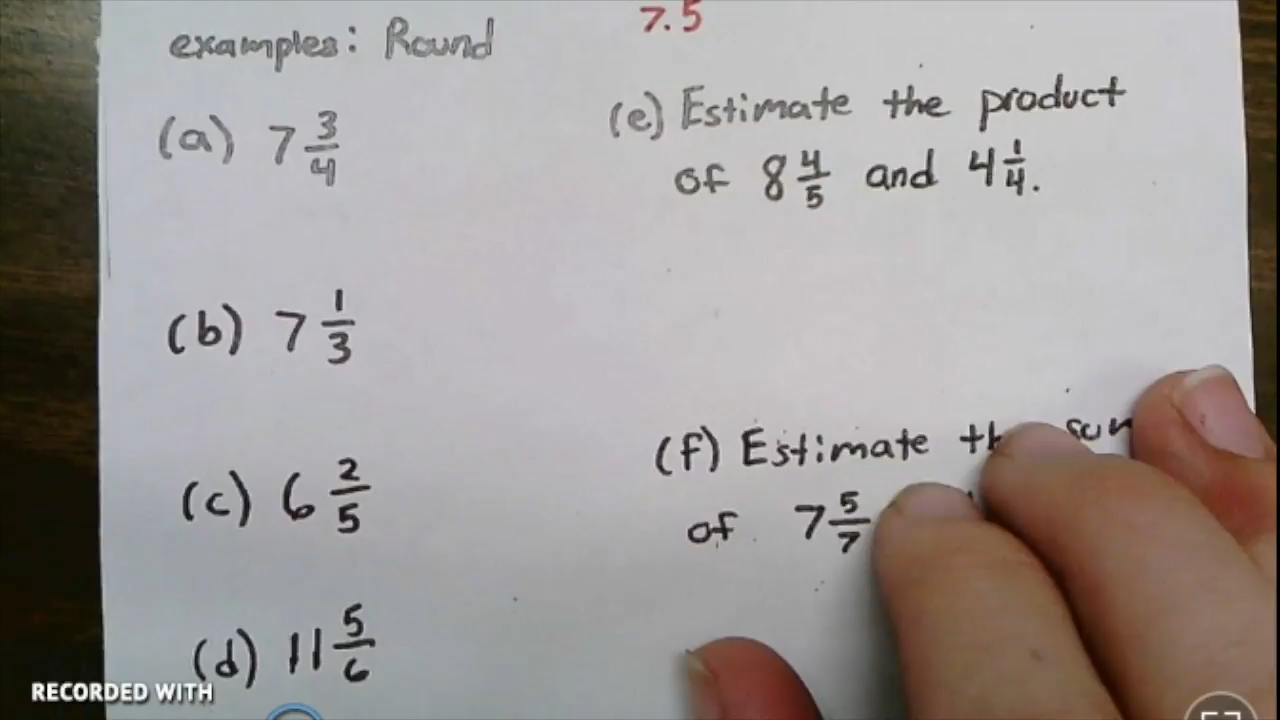 examples: Round
(a) 7 3/4
(b) 7 1/3
(c) 6 2/5
(d) 11 5/6
7.5
(e) Estimate the product
of 8 4/5 and 4 1/4.
(f) Estimate
of 7 5/7
RECORDED WITH